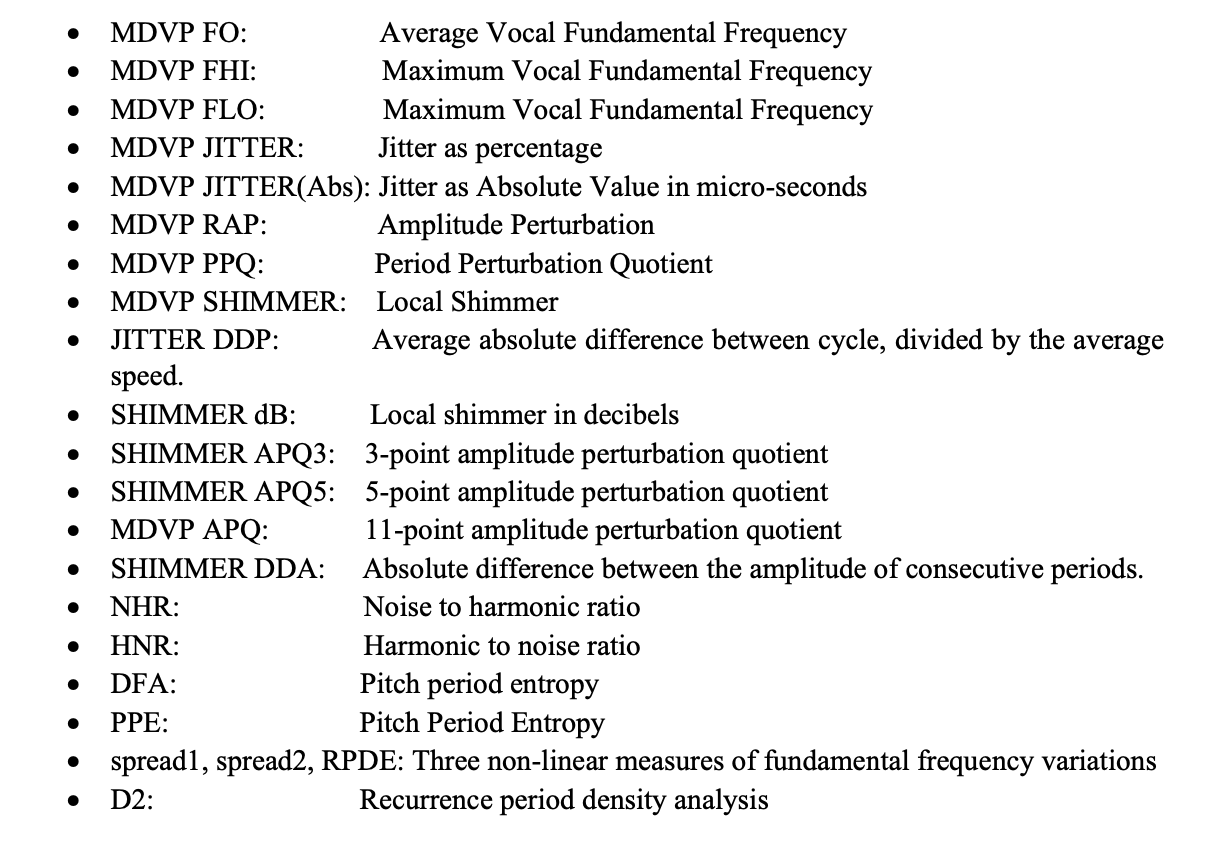 • MDVP FO: Average Vocal Fundamental Frequency
• MDVP FHI: Maximum Vocal Fundamental Frequency
• MDVP FLO: Maximum Vocal Fundamental Frequency
• MDVP JITTER: Jitter as percentage
• MDVP JITTER(Abs): Jitter as Absolute Value in micro-seconds
• MDVP RAP: Amplitude Perturbation
• MDVP PPQ: Period Perturbation Quotient
• MDVP SHIMMER: Local Shimmer
• JITTER DDP: Average absolute difference between cycle, divided by the average
speed.
• SHIMMER dB: Local shimmer in decibels
• SHIMMER APQ3: 3-point amplitude perturbation quotient
• SHIMMER APQ5: 5-point amplitude perturbation quotient
• MDVP APQ: 11-point amplitude perturbation quotient
• SHIMMER DDA: Absolute difference between the amplitude of consecutive periods.
• NHR: Noise to harmonic ratio
• HNR: Harmonic to noise ratio
• DFA: Pitch period entropy
• PPE: Pitch Period Entropy
• spread1, spread2, RPDE: Three non-linear measures of fundamental frequency variations
• D2: Recurrence period density analysis